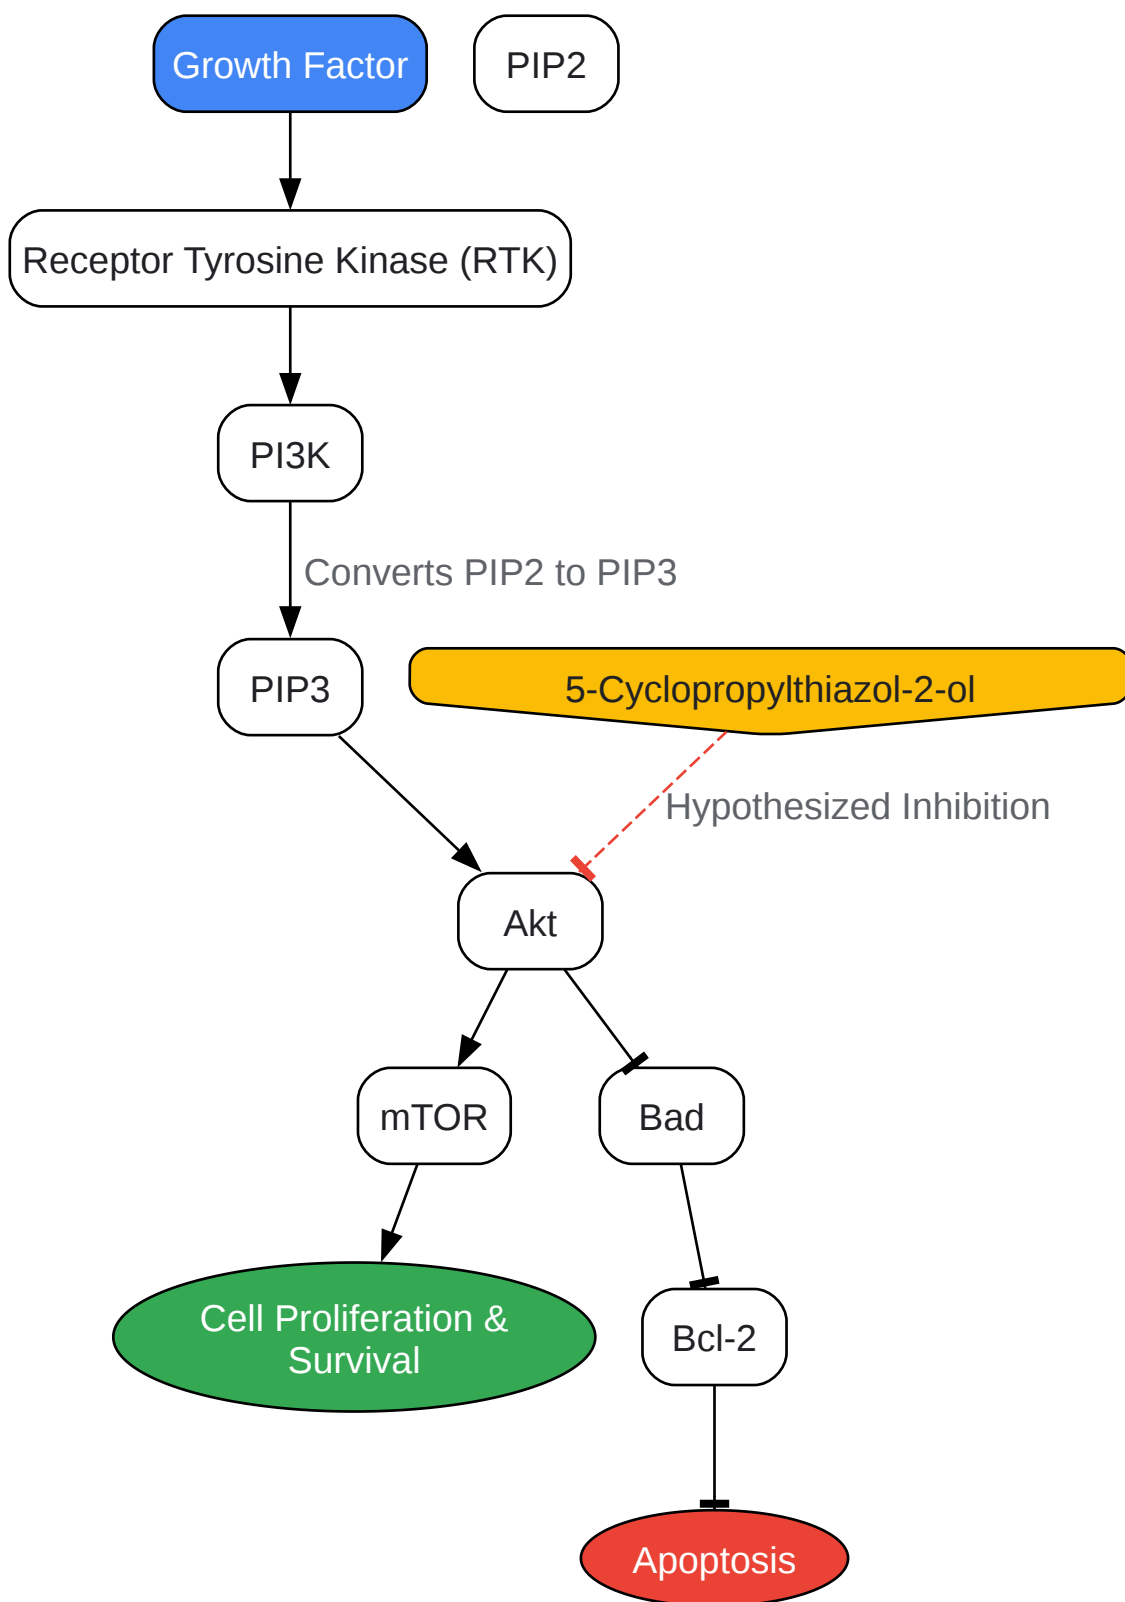 Growth Factor
PIP2
Receptor Tyrosine Kinase (RTK)
PI3K
Converts PIP2 to PIP3
PIP3
5-Cyclopropylthiazol-2-ol
Hypothesized Inhibition
Akt
mTOR
Bad
Cell Proliferation &
Survival
Bcl-2
Apoptosis